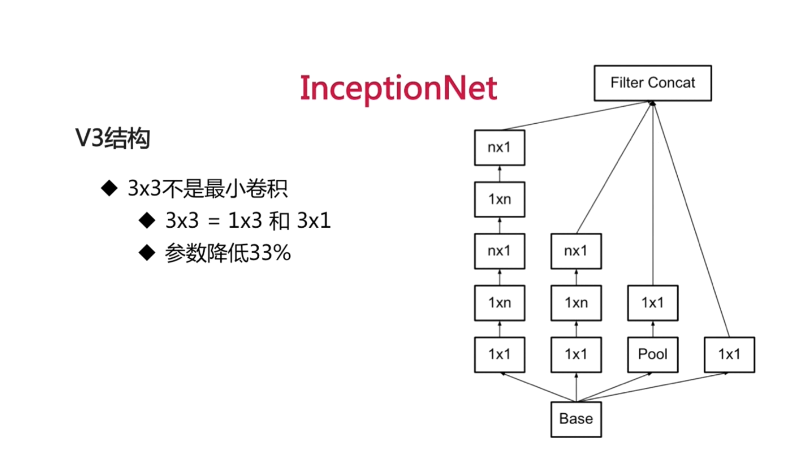 InceptionNet
V3结构
3x3不是最小卷积
3x3 = 1x3 和 3x1
参数降低33%
Filter Concat
nx1
1xn
nx1 nx1
1xn 1xn 1x1
1x1 1x1 Pool 1x1
Base